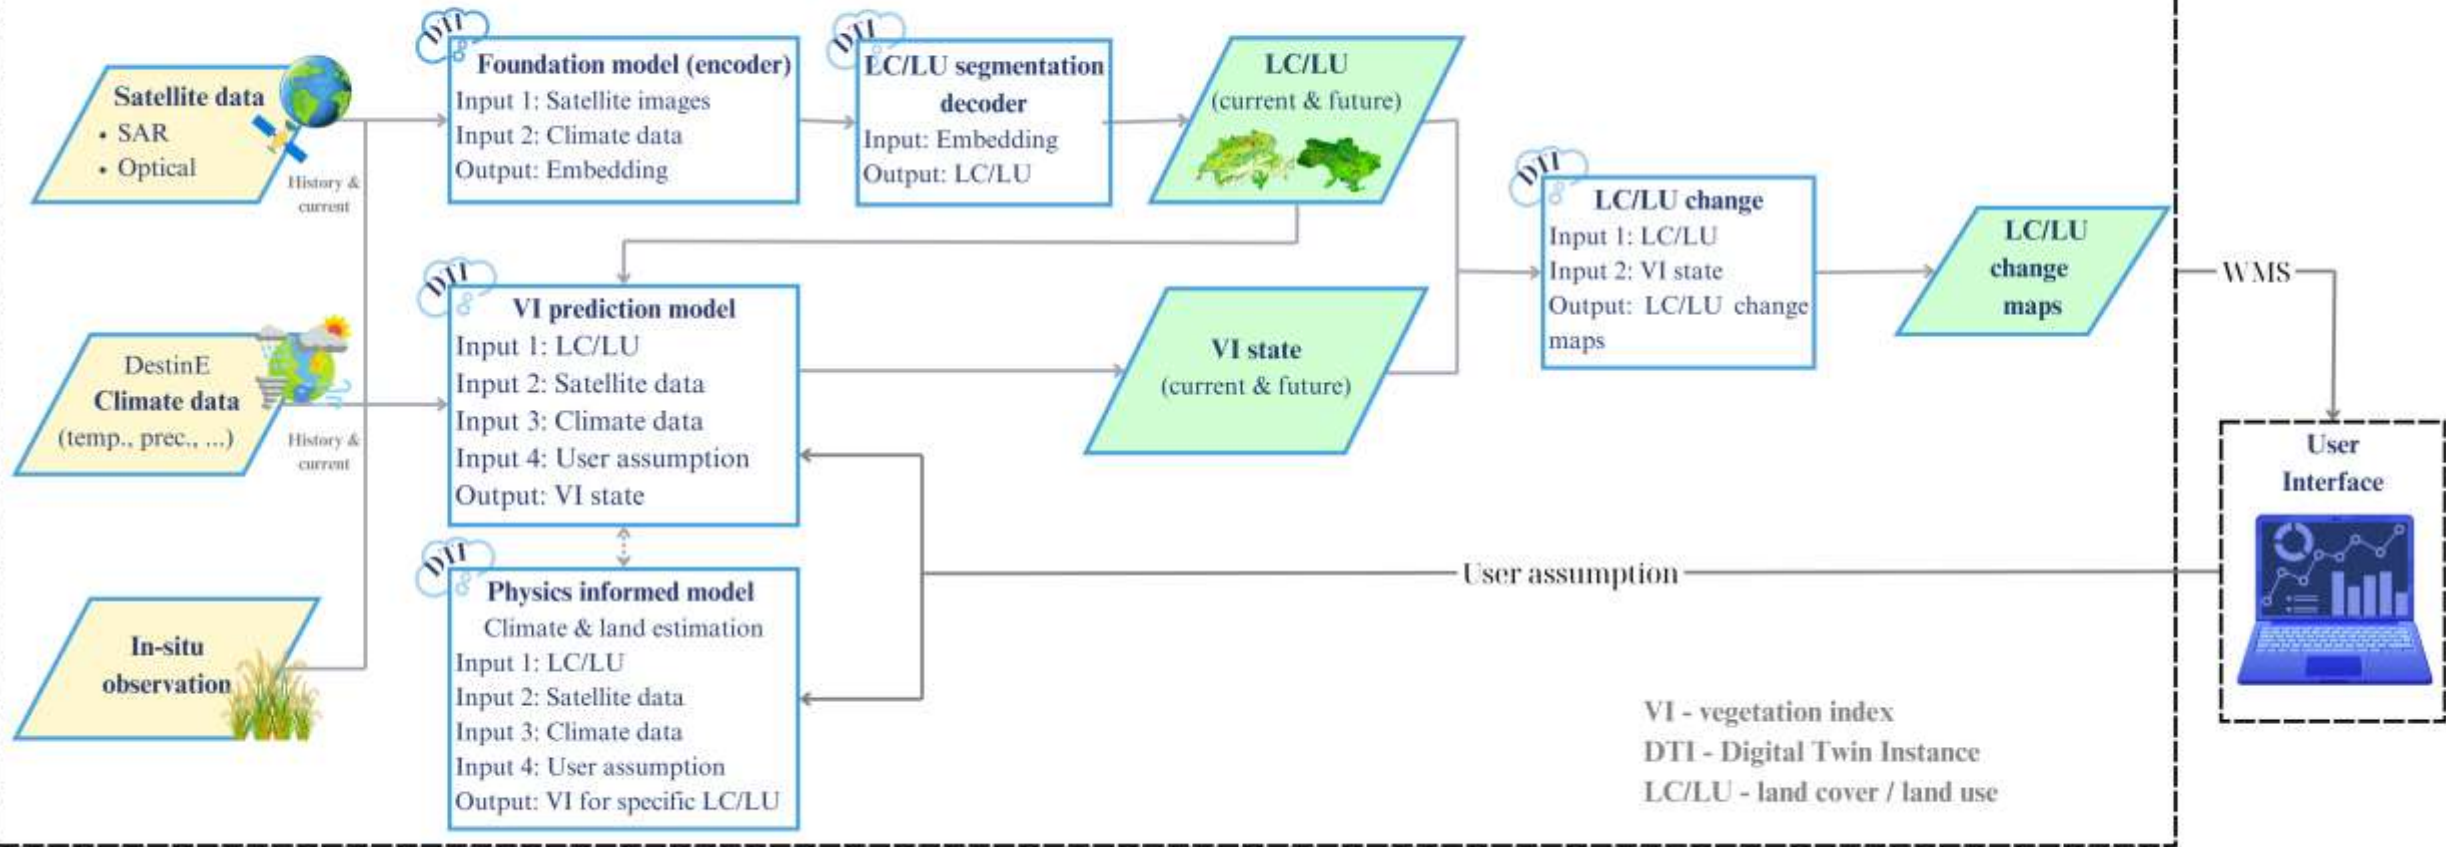 Satellite data
• SAR
• Optical
History &
current
DTI
Foundation model (encoder)
Input 1: Satellite images
Input 2: Climate data
Output: Embedding
DTI
LC/LU segmentation
decoder
Input: Embedding
Output: LC/LU
LC/LU
(current & future)
DTI
LC/LU change
Input 1: LC/LU
Input 2: VI state
Output: LC/LU change
maps
LC/LU
change
maps
WMS
DestinE
Climate data
(temp., prec., ...)
History &
current
DTI
VI prediction model
Input 1: LC/LU
Input 2: Satellite data
Input 3: Climate data
Input 4: User assumption
Output: VI state
VI state
(current & future)
User
Interface
In-situ
observation
DTI
Physics informed model
Climate & land estimation
Input 1: LC/LU
Input 2: Satellite data
Input 3: Climate data
Input 4: User assumption
Output: VI for specific LC/LU
User assumption
VI - vegetation index
DTI - Digital Twin Instance
LC/LU - land cover / land use